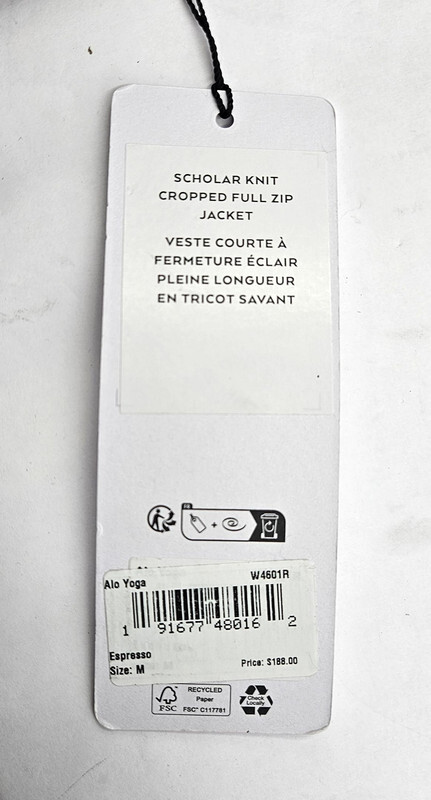 SCHOLAR KNIT
CROPPED FULL ZIP
JACKET
VESTE COURTE À
FERMETURE ÉCLAIR
PLEINE LONGUEUR
EN TRICOT SAVANT
FR
+
Alo Yoga W4601R
1 91677 48016 2
Espresso
Size: M Price: $188.00
FSC
RECYCLED
Paper
FSC® C117781
Check
Locally